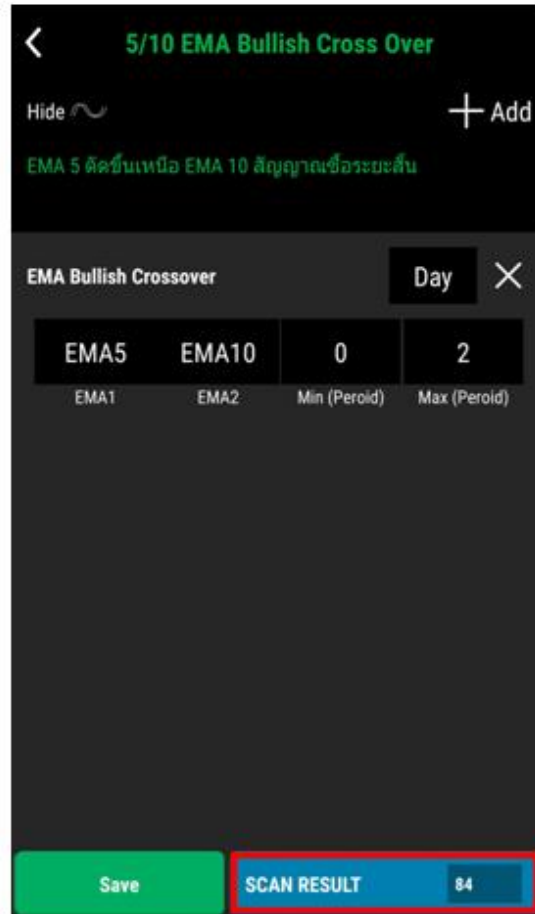 5/10 EMA Bullish Cross Over
Hide + Add
EMA 5 ตัดขึ้นเหนือ EMA 10 สัญญาณซื้อระยะสั้น
EMA Bullish Crossover Day
EMA5 EMA10 0 2
EMA1 EMA2 Min (Peroid) Max (Peroid)
Save SCAN RESULT 84